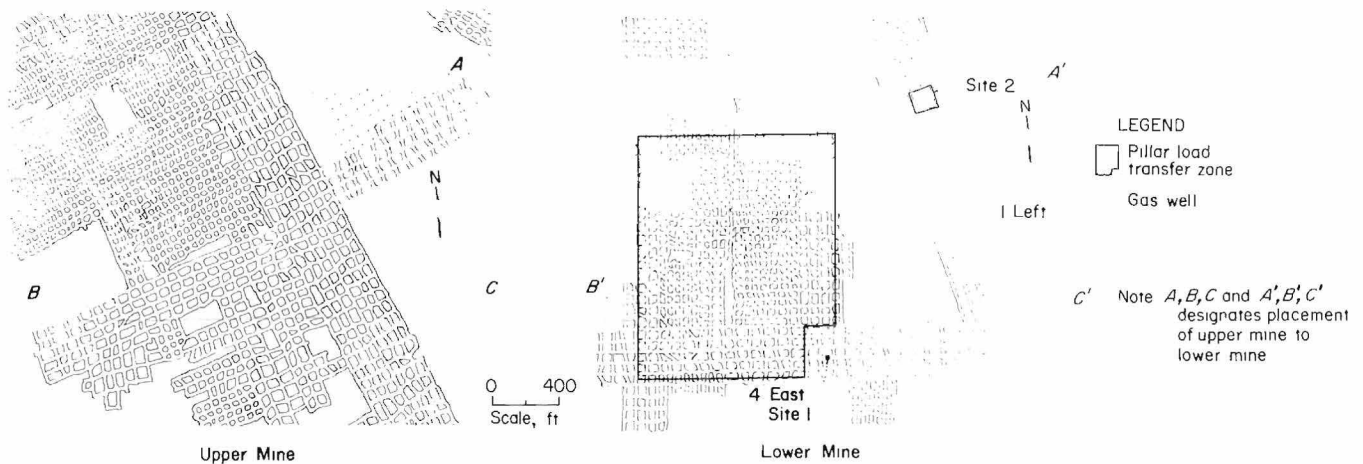 A
N
B
C
Upper Mine
0 400
Scale, ft
B'
4 East
Site 1
Lower Mine
Site 2
A'
N
1 Left
C'
LEGEND
Pillar load
transfer zone
Gas well
Note A,B,C and A',B',C'
designates placement
of upper mine to
lower mine